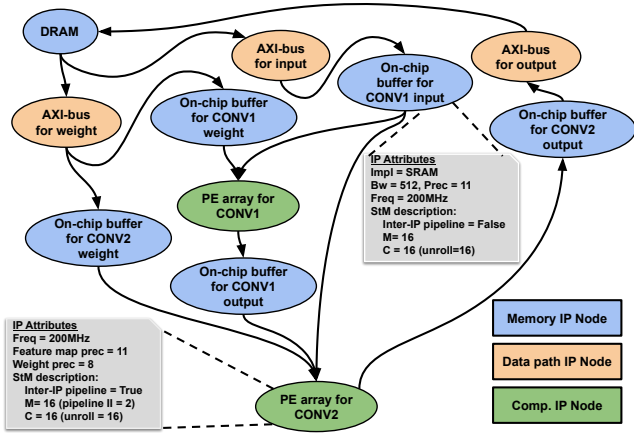 DRAM
AXI-bus
for input
On-chip
buffer for
CONV1 input
AXI-bus
for output
AXI-bus
for weight
On-chip buffer
for CONV1
weight
On-chip buffer
for CONV2
output
IP Attributes
Impl = SRAM
Bw = 512, Prec = 11
Freq = 200MHz
StM description:
Inter-IP pipeline = False
M= 16
C = 16 (unroll=16)
PE array for
CONV1
On-chip buffer
for CONV2
weight
On-chip buffer
for CONV1
output
IP Attributes
Freq = 200MHz
Feature map prec = 11
Weight prec = 8
StM description:
Inter-IP pipeline = True
M= 16 (pipeline II = 2)
C = 16 (unroll = 16)
PE array for
CONV2
Memory IP Node
Data path IP Node
Comp. IP Node